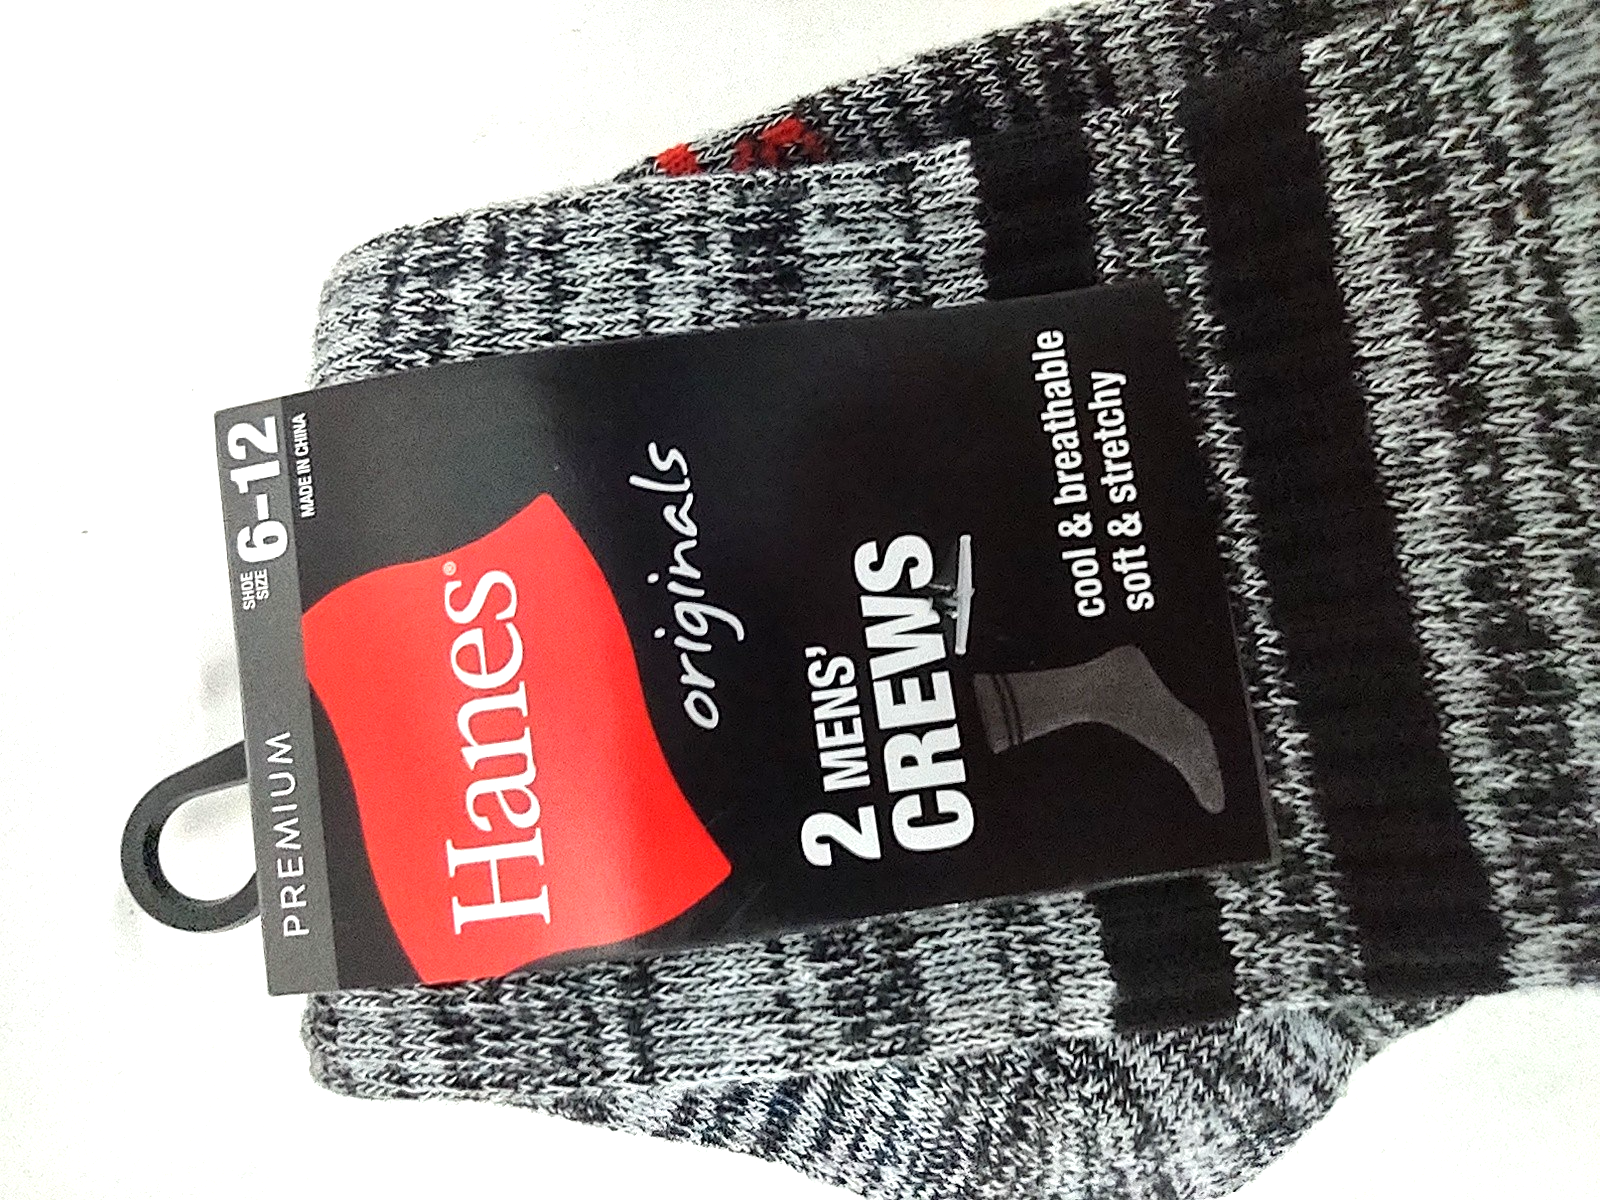 PREMIUM
SHOE
SIZE
6-12
MADE IN CHINA
Hanes®
originals
2 MENS'
CREWS
cool & breathable
soft & stretchy